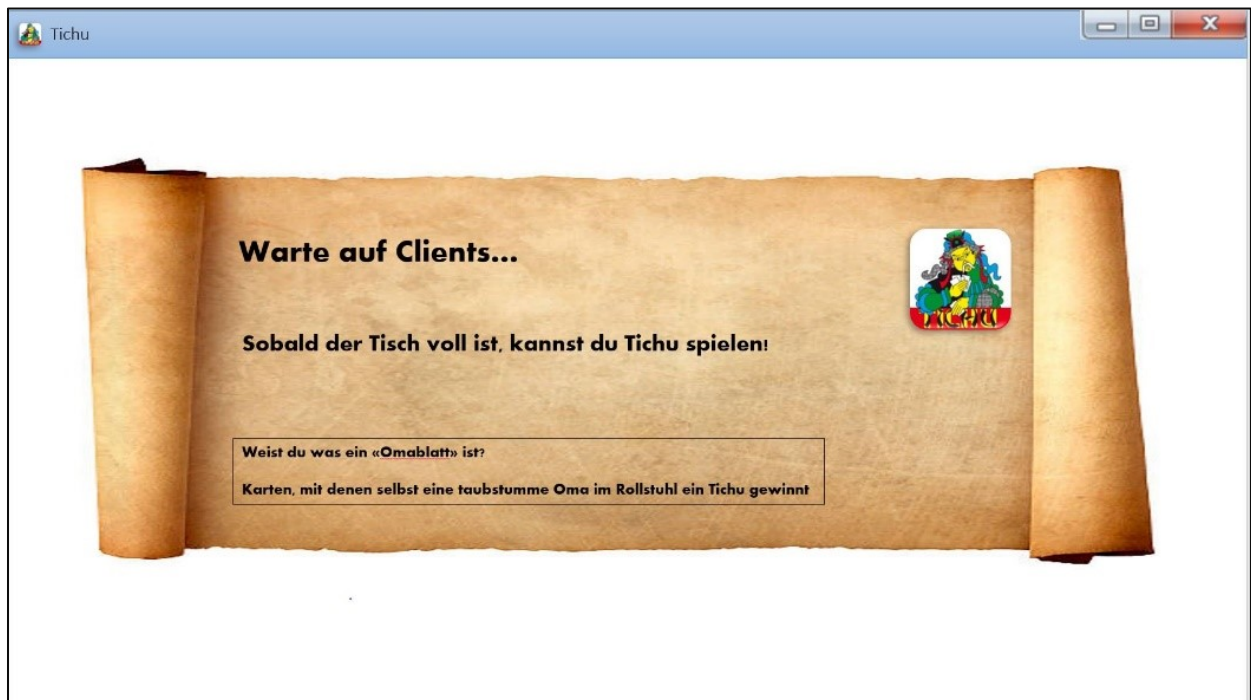 Tichu
Warte auf Clients...
TICHU
Sobald der Tisch voll ist, kannst du Tichu spielen!
Weist du was ein «Omablatt» ist?
Karten, mit denen selbst eine taubstumme Oma im Rollstuhl ein Tichu gewinnt